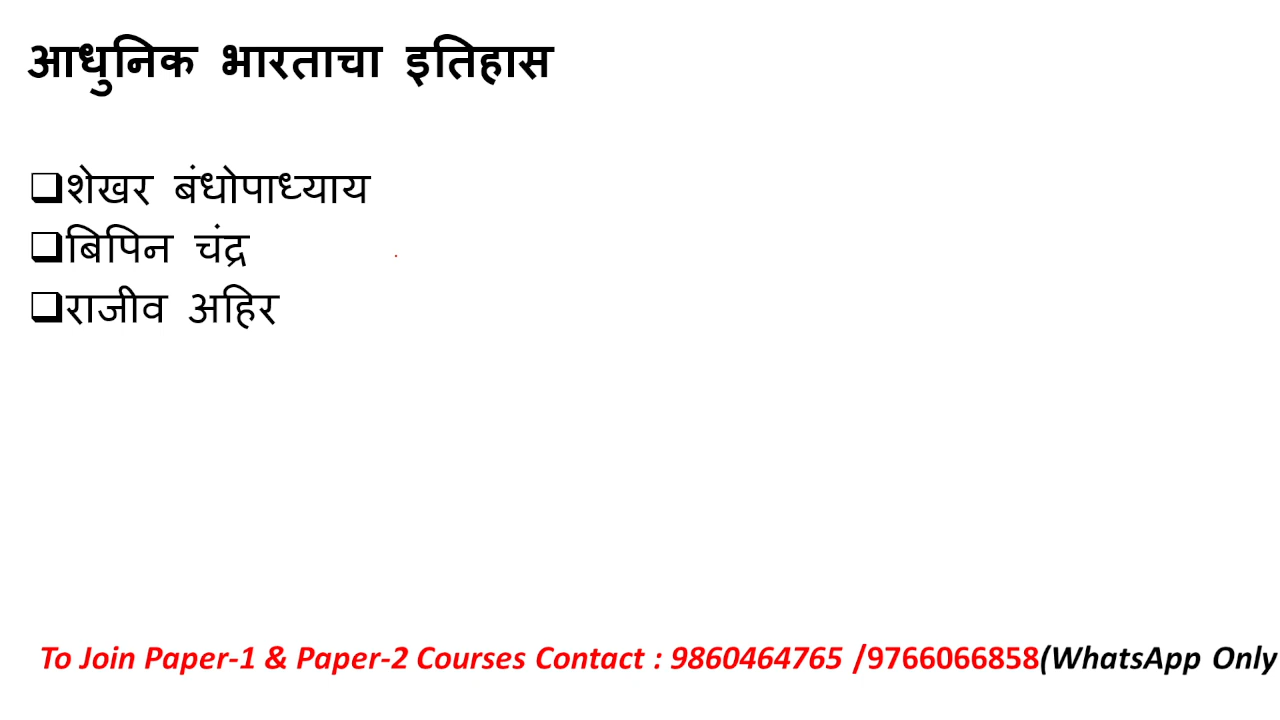 आधुनिक भारताचा इतिहास
❑शेखर बंधोपाध्याय
❑बिपिन चंद्र
❑राजीव अहिर
To Join Paper-1 & Paper-2 Courses Contact : 9860464765 /9766066858(WhatsApp Only